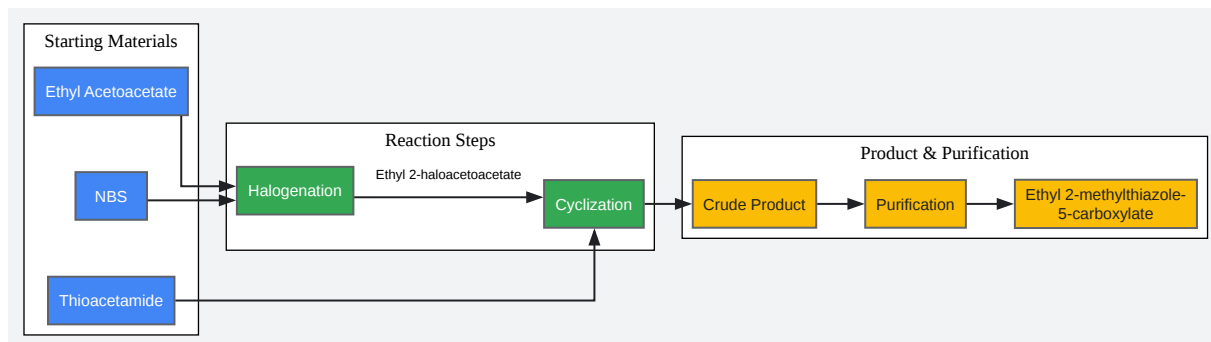 Starting Materials
Ethyl Acetoacetate
NBS
Thioacetamide
Reaction Steps
Halogenation
Ethyl 2-haloacetoacetate
Cyclization
Product & Purification
Crude Product
Purification
Ethyl 2-methylthiazole-
5-carboxylate